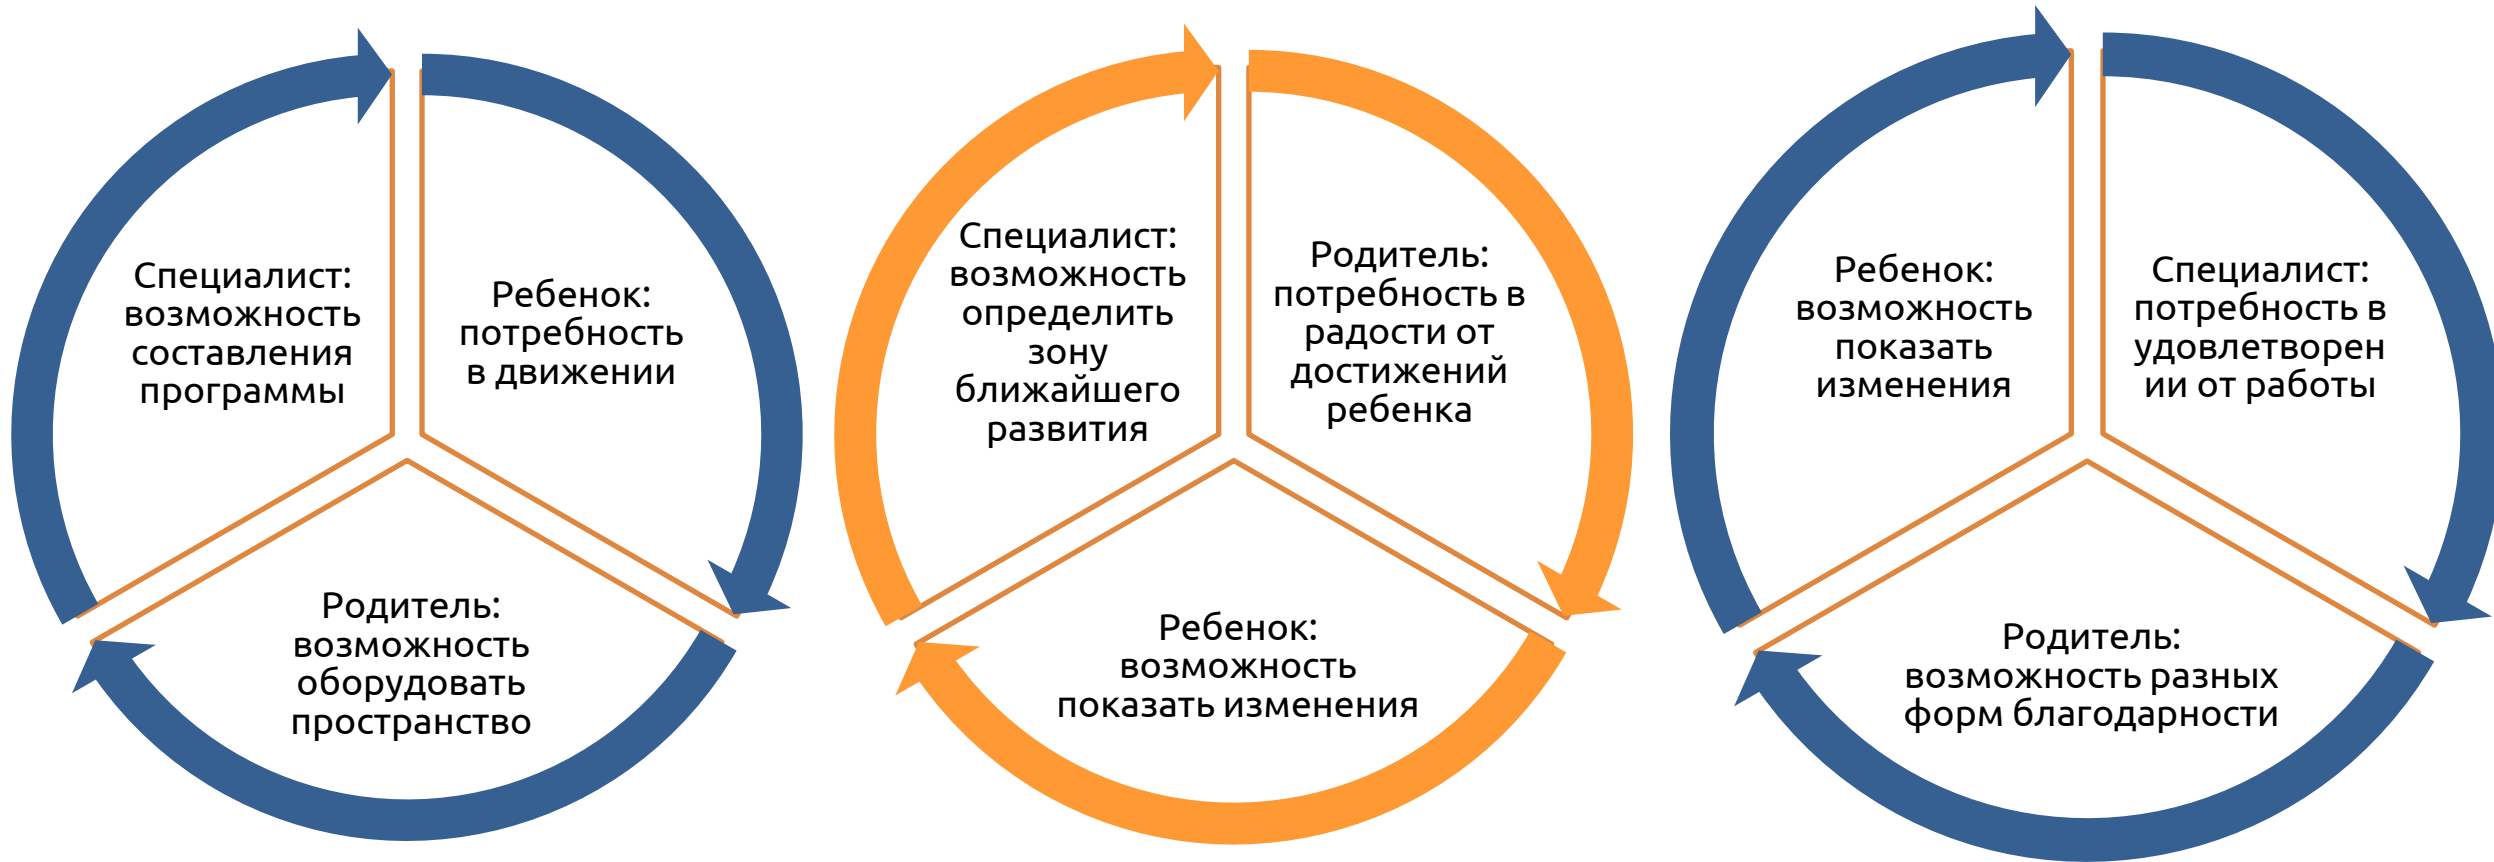 Специалист:
возможность
составления
программы
Ребенок:
потребность
в движении
Родитель:
возможность
оборудовать
пространство
Специалист:
возможность
определить
зону
ближайшего
развития
Родитель:
потребность в
радости от
достижений
ребенка
Ребенок:
возможность
показать изменения
Ребенок:
возможность
показать
изменения
Специалист:
потребность в
удовлетворен
ии от работы
Родитель:
возможность разных
форм благодарности